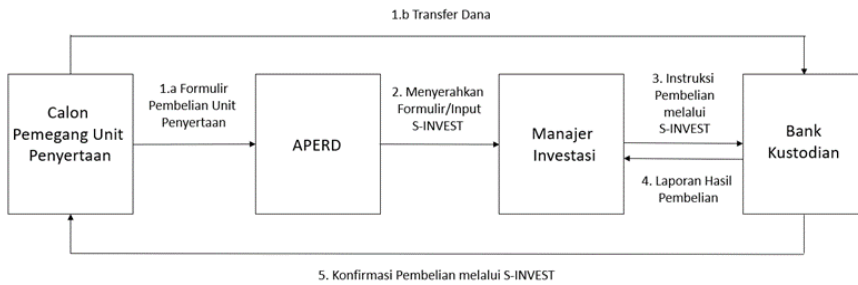 1.b Transfer Dana
Calon
Pemegang Unit
Penyertaan
1.a Formulir
Pembelian Unit
Penyertaan
APERD
2. Menyerahkan
Formulir/Input
S-INVEST
Manajer
Investasi
3. Instruksi
Pembelian
melalui
S-INVEST
4. Laporan Hasil
Pembelian
Bank
Kustodian
5. Konfirmasi Pembelian melalui S-INVEST